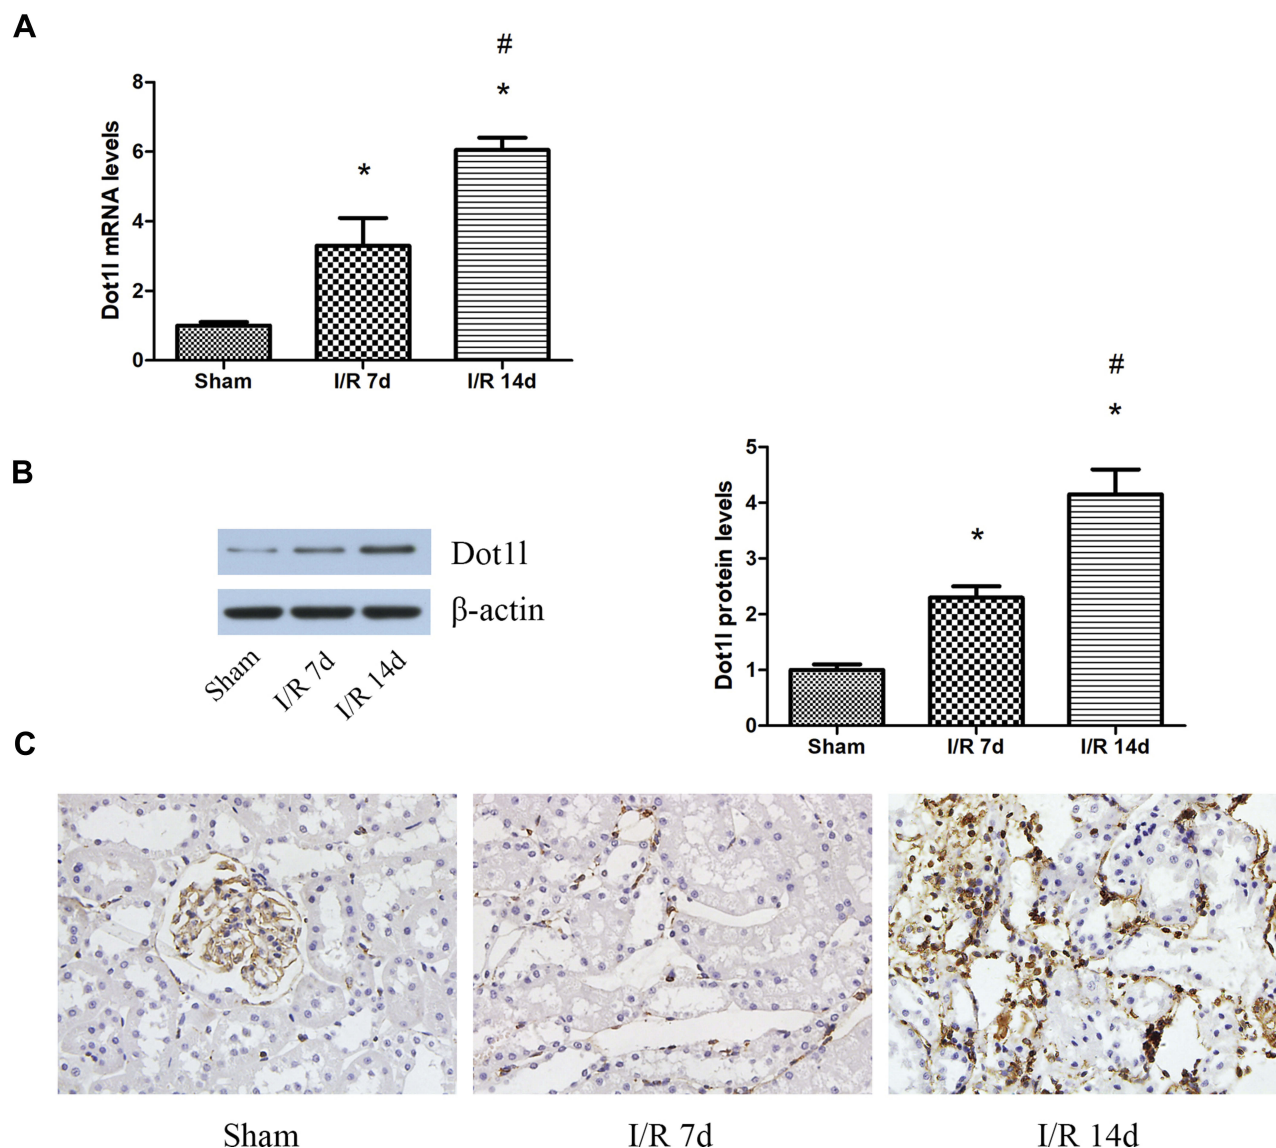 A
#
*
*
8
6
4
2
0
Dot1l mRNA levels
Sham
I/R 7d
I/R 14d
B
Dot1l
β-actin
Sham
I/R 7d
I/R 14d
#
*
*
5
4
3
2
1
0
Dot1l protein levels
Sham
I/R 7d
I/R 14d
C
Sham
I/R 7d
I/R 14d